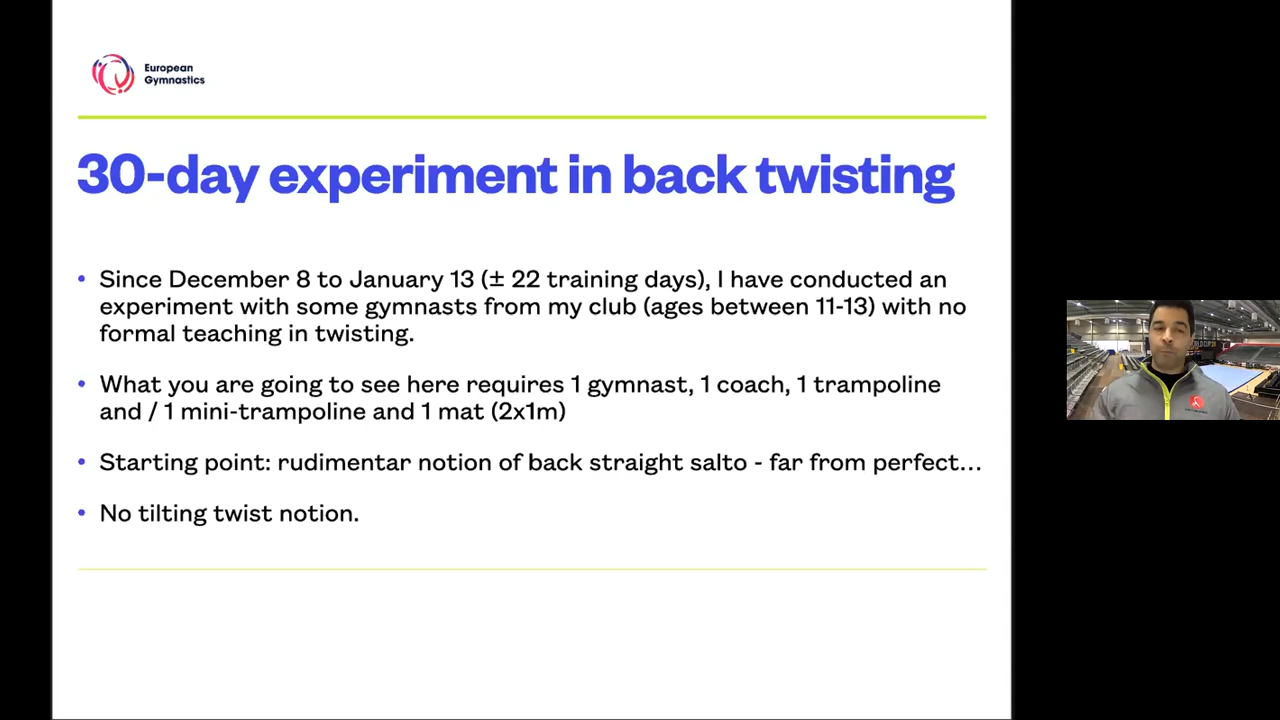 European
Gymnastics
30-day experiment in back twisting
• Since December 8 to January 13 (± 22 training days), I have conducted an
experiment with some gymnasts from my club (ages between 11-13) with no
formal teaching in twisting.
• What you are going to see here requires 1 gymnast, 1 coach, 1 trampoline
and / 1 mini-trampoline and 1 mat (2x1m)
• Starting point: rudimentar notion of back straight salto - far from perfect...
• No tilting twist notion.